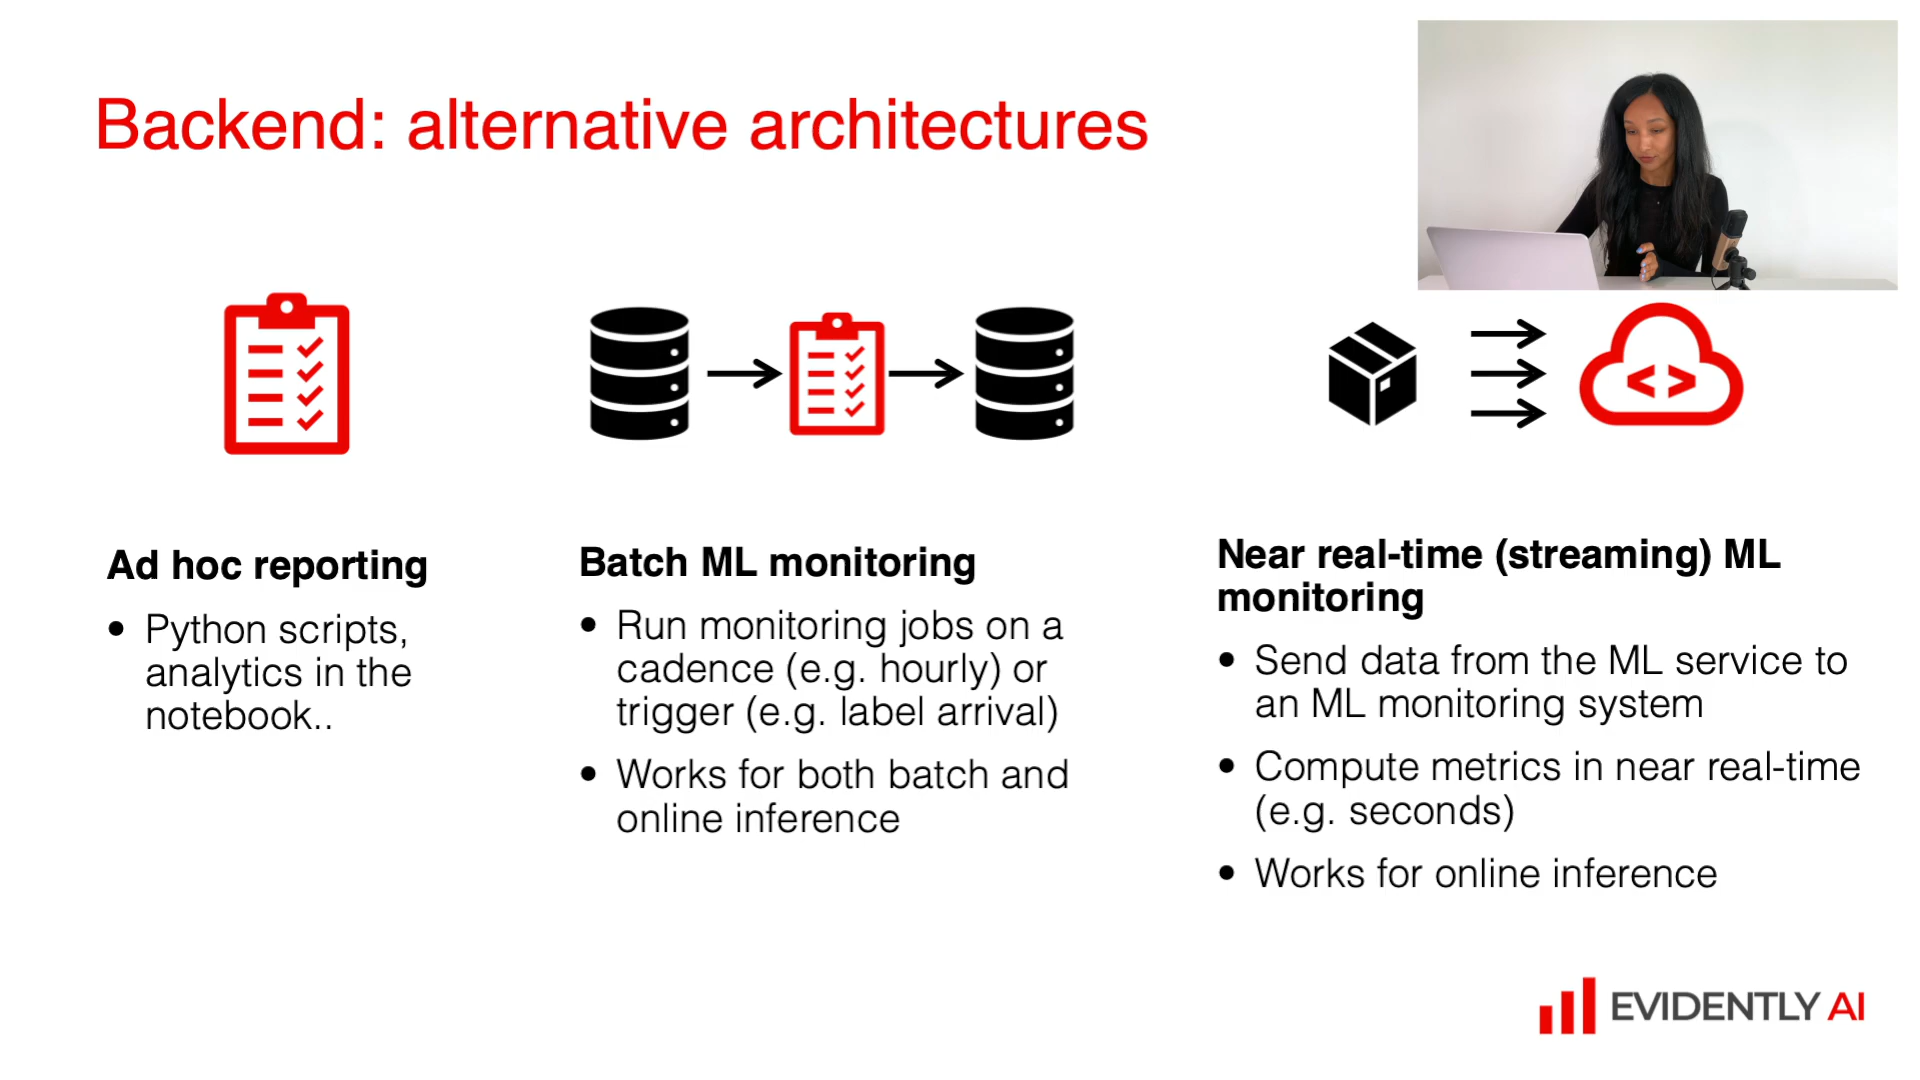 Backend: alternative architectures
Ad hoc reporting
• Python scripts,
analytics in the
notebook..
Batch ML monitoring
• Run monitoring jobs on a
cadence (e.g. hourly) or
trigger (e.g. label arrival)
• Works for both batch and
online inference
Near real-time (streaming) ML
monitoring
• Send data from the ML service to
an ML monitoring system
• Compute metrics in near real-time
(e.g. seconds)
• Works for online inference
EVIDENTLY AI